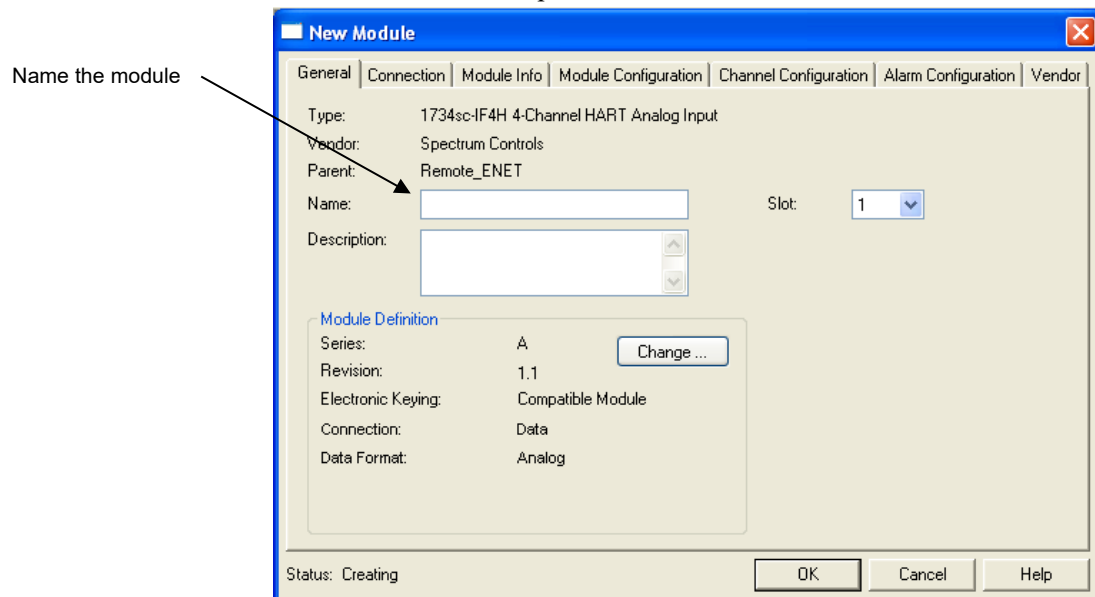 New Module
General Connection Module Info Module Configuration Channel Configuration Alarm Configuration Vendor
Name the module
Type: 1734sc-IF4H 4-Channel HART Analog Input
Vendor: Spectrum Controls
Parent: Remote_ENET
Name: Slot: 1
Description:
Module Definition
Series: A Change ...
Revision: 1.1
Electronic Keying: Compatible Module
Connection: Data
Data Format: Analog
Status: Creating OK Cancel Help